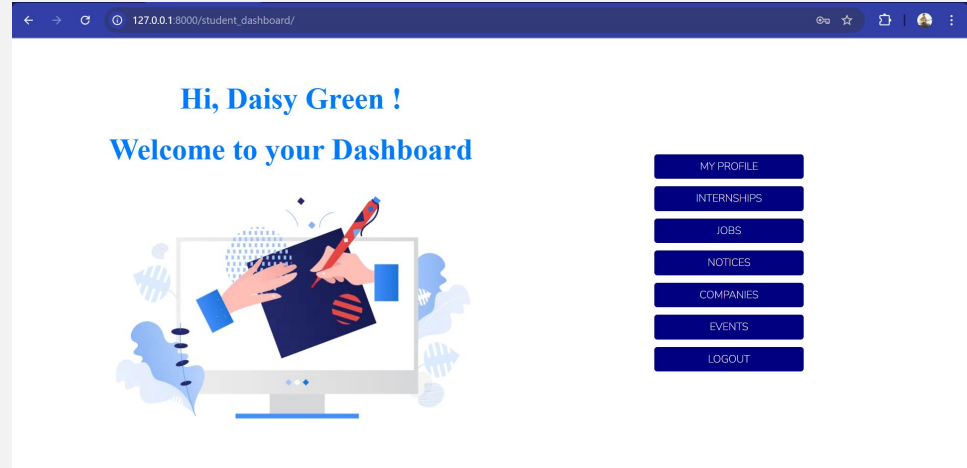 127.0.0.1:8000/student_dashboard/
Hi, Daisy Green !
Welcome to your Dashboard
MY PROFILE
INTERNSHIPS
JOBS
NOTICES
COMPANIES
EVENTS
LOGOUT